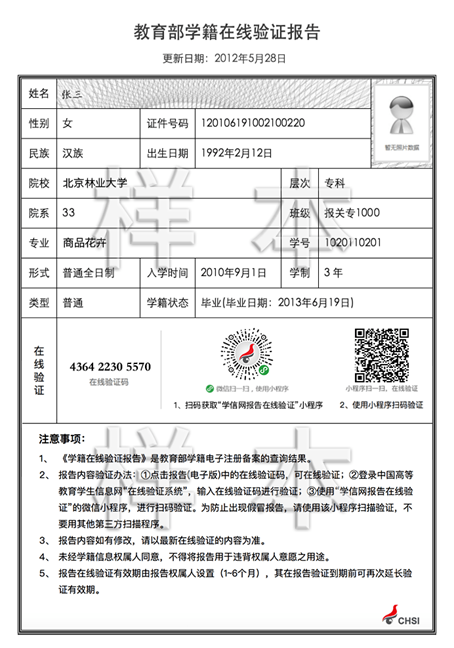 教育部学籍在线验证报告
更新日期：2012年5月28日
姓名 张三
性别 女 证件号码 120106191002100220
民族 汉族 出生日期 1992年2月12日
暂无照片数据
院校 北京林业大学 层次 专科
院系 33 班级 报关专1000
专业 商品花卉 学号 1020110201
形式 普通全日制 入学时间 2010年9月1日 学制 3 年
类型 普通 学籍状态 毕业(毕业日期：2013年6月19日)
样本
在线验证
4364 2230 5570
在线验证码
微信扫一扫，使用小程序
小程序扫一扫，在线验证
1、扫码获取“学信网报告在线验证”小程序
2、使用小程序扫码验证
注意事项：
1、 《学籍在线验证报告》是教育部学籍电子注册备案的查询结果。
2、 报告内容验证办法：①点击报告(电子版)中的在线验证码，可在线验证；②登录中国高等
教育学生信息网“在线验证系统”，输入在线验证码进行验证；③使用“学信网报告在线验
证”的微信小程序，进行扫码验证。为防止出现假冒报告，请使用该小程序扫描验证，不
要用其他第三方扫描程序。
3、 报告内容如有修改，请以最新在线验证的内容为准。
4、 未经学籍信息权属人同意，不得将报告用于违背权属人意愿之用途。
5、 报告在线验证有效期由报告权属人设置（1~6个月），其在报告验证到期前可再次延长验
证有效期。
样本
CHSI